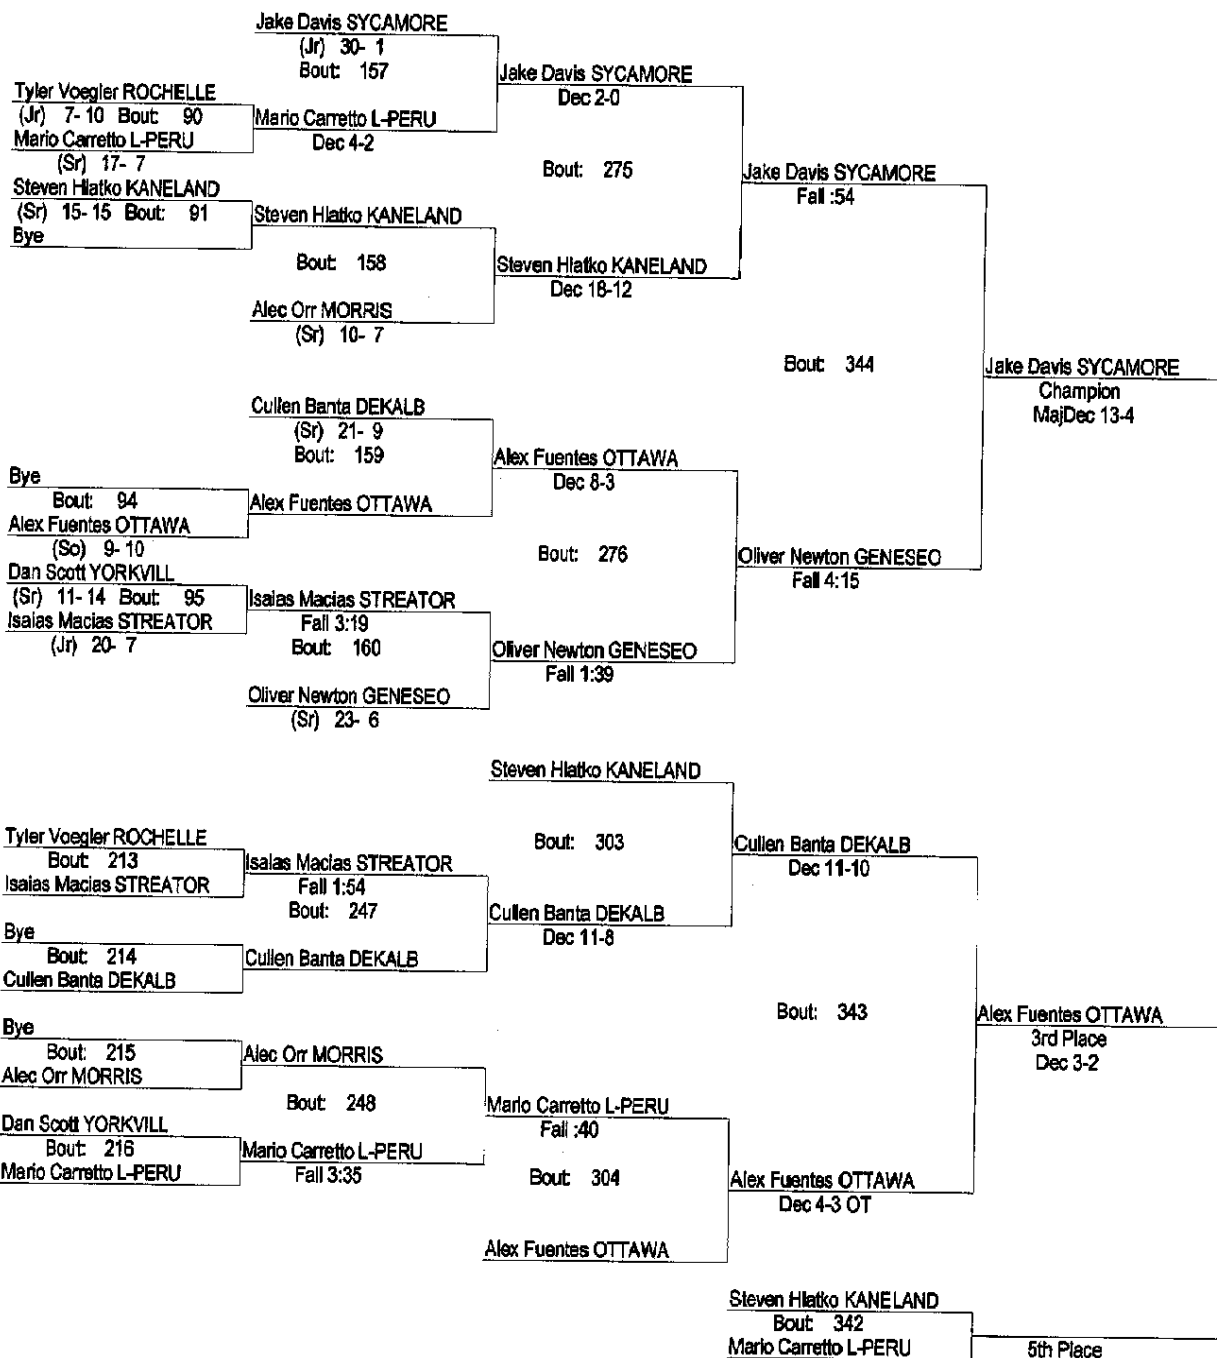 Jake Davis SYCAMORE
(Jr) 30- 1
Bout: 157
Jake Davis SYCAMORE
Dec 2-0
Tyler Voegler ROCHELLE
(Jr) 7- 10 Bout: 90
Mario Carretto L-PERU
(Sr) 17- 7
Mario Carretto L-PERU
Dec 4-2
Bout: 275
Jake Davis SYCAMORE
Fall :54
Steven Hlatko KANELAND
(Sr) 15- 15 Bout: 91
Bye
Steven Hlatko KANELAND
Bout: 158
Steven Hlatko KANELAND
Dec 18-12
Alec Orr MORRIS
(Sr) 10- 7
Bout: 344
Jake Davis SYCAMORE
Champion
MajDec 13-4
Cullen Banta DEKALB
(Sr) 21- 9
Bout: 159
Alex Fuentes OTTAWA
Dec 8-3
Bye
Bout: 94
Alex Fuentes OTTAWA
(So) 9- 10
Alex Fuentes OTTAWA
Bout: 276
Oliver Newton GENESEO
Fall 4:15
Dan Scott YORKVILL
(Sr) 11- 14 Bout: 95
Isaias Macias STREATOR
(Jr) 20- 7
Isaias Macias STREATOR
Fall 3:19
Bout: 160
Oliver Newton GENESEO
Fall 1:39
Oliver Newton GENESEO
(Sr) 23- 6
Steven Hlatko KANELAND
Bout: 303
Cullen Banta DEKALB
Dec 11-10
Tyler Voegler ROCHELLE
Bout: 213
Isaias Macias STREATOR
Isaias Macias STREATOR
Fall 1:54
Bout: 247
Cullen Banta DEKALB
Dec 11-8
Bye
Bout: 214
Cullen Banta DEKALB
Cullen Banta DEKALB
Bout: 343
Alex Fuentes OTTAWA
3rd Place
Dec 3-2
Bye
Bout: 215
Alec Orr MORRIS
Alec Orr MORRIS
Bout: 248
Mario Carretto L-PERU
Fall :40
Dan Scott YORKVILL
Bout: 216
Mario Carretto L-PERU
Mario Carretto L-PERU
Fall 3:35
Bout: 304
Alex Fuentes OTTAWA
Dec 4-3 OT
Alex Fuentes OTTAWA
Steven Hlatko KANELAND
Bout: 342
Mario Carretto L-PERU
5th Place